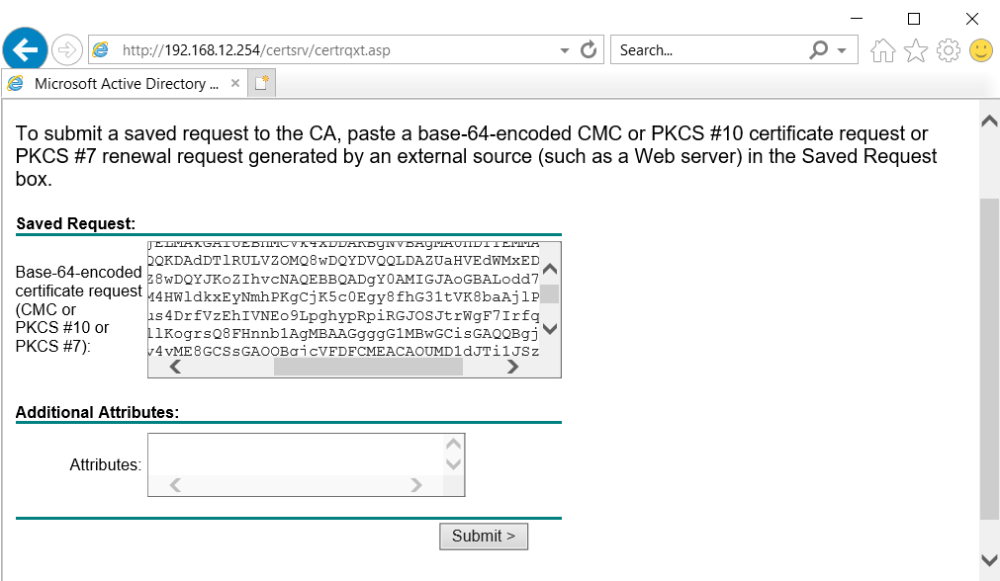 http://192.168.12.254/certsrv/certrqxt.asp
Search...
Microsoft Active Directory ...
To submit a saved request to the CA, paste a base-64-encoded CMC or PKCS #10 certificate request or
PKCS #7 renewal request generated by an external source (such as a Web server) in the Saved Request
box.
Saved Request:
Base-64-encoded
certificate request
(CMC or
PKCS #10 or
PKCS #7):
QQKDAdDTlRULVZOMQ8wDQYDVQQLDAZUaHVEdWMxED
Z8wDQYJKoZIhvcNAQEBBQADgY0AMIGJAoGBALodd7
M4HWldkxEyNmhPKgCjK5c0Egy8fhG31tVK8baAjlP
us4DrfVzEhIVNEo9LpghypRpiRGJOSJtrWgF7Irfq
llKogrsQ8FHnnb1AgMBAAGgggG1MBwGCisGAQQBgj
v4yME8GCSsGAQQBgjcVFDFCMEACAQUMD1dJTi1JSz
Additional Attributes:
Attributes:
Submit >